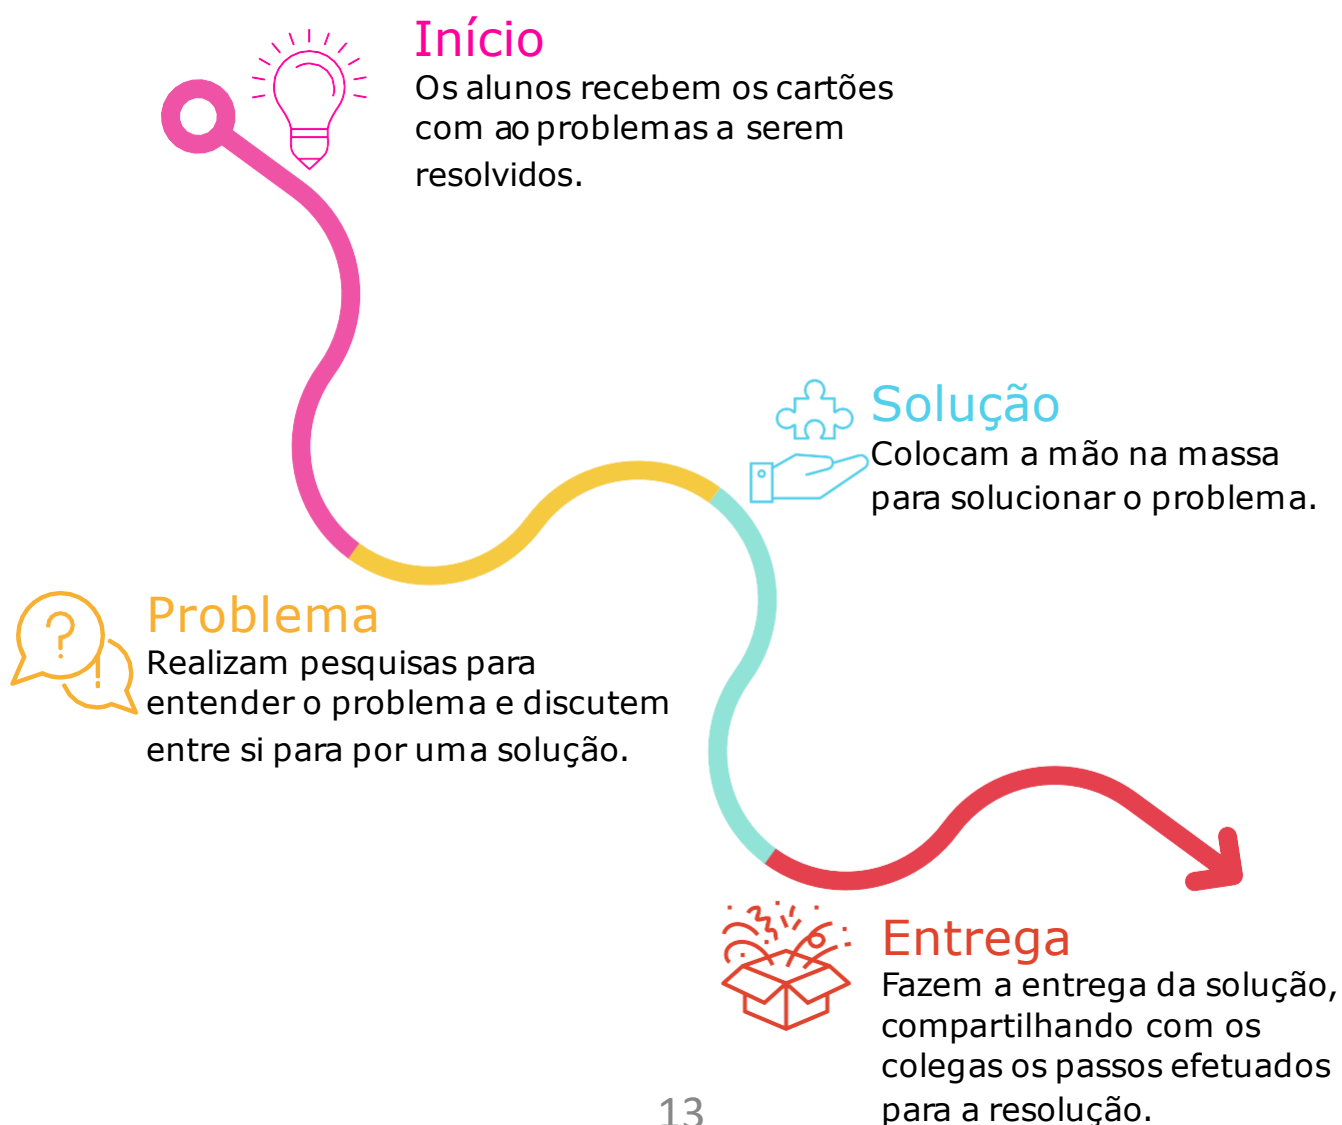 Início
Os alunos recebem os cartões
com ao problemas a serem
resolvidos.
Solução
Colocam a mão na massa
para solucionar o problema.
Problema
Realizam pesquisas para
entender o problema e discutem
entre si para por uma solução.
Entrega
Fazem a entrega da solução,
compartilhando com os
colegas os passos efetuados
para a resolução.
13